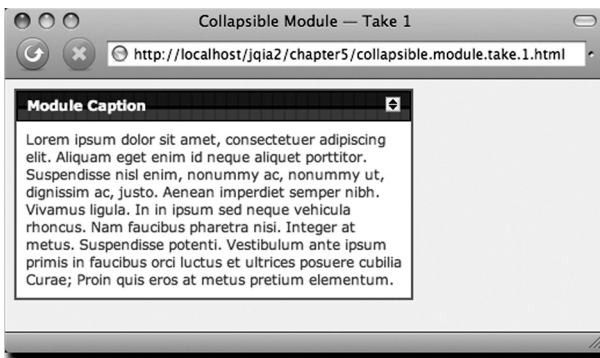 Collapsible Module — Take 1
http://localhost/jqia2/chapter5/collapsible.module.take.1.html
Module Caption
Lorem ipsum dolor sit amet, consectetuer adipiscing
elit. Aliquam eget enim id neque aliquet porttitor.
Suspendisse nisl enim, nonummy ac, nonummy ut,
dignissim ac, justo. Aenean imperdiet semper nibh.
Vivamus ligula. In in ipsum sed neque vehicula
rhoncus. Nam faucibus pharetra nisi. Integer at
metus. Suspendisse potenti. Vestibulum ante ipsum
primis in faucibus orci luctus et ultrices posuere cubilia
Curae; Proin quis eros at metus pretium elementum.